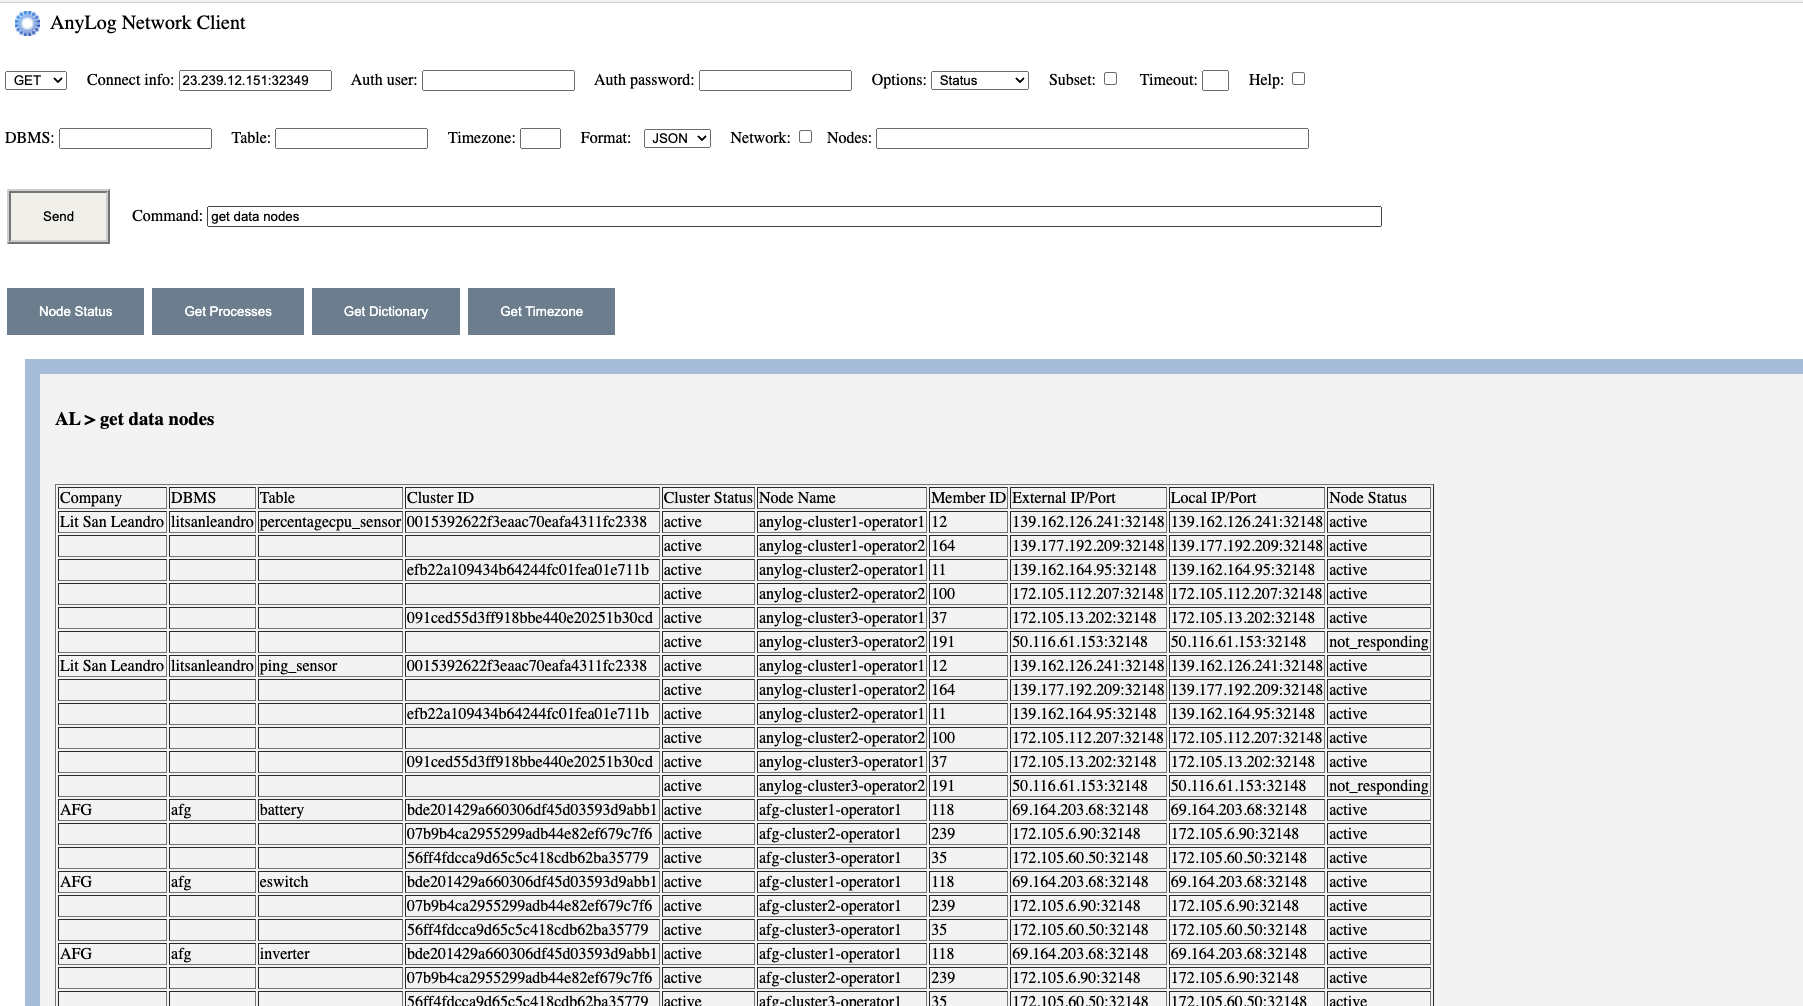 AnyLog Network Client
GET Connect info: 23.239.12.151:32349 Auth user: Auth password: Options: Status Subset: Timeout: Help:
DBMS: Table: Timezone: Format: JSON Network: Nodes:
Send Command: get data nodes
Node Status Get Processes Get Dictionary Get Timezone
AL > get data nodes
Company DBMS Table Cluster ID Cluster Status Node Name Member ID External IP/Port Local IP/Port Node Status
Lit San Leandro litsanleandro percentagecpu_sensor 0015392622f3eaac70eafa4311fc2338 active anylog-cluster1-operator1 12 139.162.126.241:32148 139.162.126.241:32148 active
active anylog-cluster1-operator2 164 139.177.192.209:32148 139.177.192.209:32148 active
efb22a109434b64244fc01fea01e711b active anylog-cluster2-operator1 11 139.162.164.95:32148 139.162.164.95:32148 active
active anylog-cluster2-operator2 100 172.105.112.207:32148 172.105.112.207:32148 active
091ced55d3ff918bbe440e20251b30cd active anylog-cluster3-operator1 37 172.105.13.202:32148 172.105.13.202:32148 active
active anylog-cluster3-operator2 191 50.116.61.153:32148 50.116.61.153:32148 not_responding
Lit San Leandro litsanleandro ping_sensor 0015392622f3eaac70eafa4311fc2338 active anylog-cluster1-operator1 12 139.162.126.241:32148 139.162.126.241:32148 active
active anylog-cluster1-operator2 164 139.177.192.209:32148 139.177.192.209:32148 active
efb22a109434b64244fc01fea01e711b active anylog-cluster2-operator1 11 139.162.164.95:32148 139.162.164.95:32148 active
active anylog-cluster2-operator2 100 172.105.112.207:32148 172.105.112.207:32148 active
091ced55d3ff918bbe440e20251b30cd active anylog-cluster3-operator1 37 172.105.13.202:32148 172.105.13.202:32148 active
active anylog-cluster3-operator2 191 50.116.61.153:32148 50.116.61.153:32148 not_responding
AFG afg battery bde201429a660306df45d03593d9abb1 active afg-cluster1-operator1 118 69.164.203.68:32148 69.164.203.68:32148 active
07b9b4ca2955299adb44e82ef679c7f6 active afg-cluster2-operator1 239 172.105.6.90:32148 172.105.6.90:32148 active
56ff4fdcca9d65c5c418cdb62ba35779 active afg-cluster3-operator1 35 172.105.60.50:32148 172.105.60.50:32148 active
AFG afg eswitch bde201429a660306df45d03593d9abb1 active afg-cluster1-operator1 118 69.164.203.68:32148 69.164.203.68:32148 active
07b9b4ca2955299adb44e82ef679c7f6 active afg-cluster2-operator1 239 172.105.6.90:32148 172.105.6.90:32148 active
56ff4fdcca9d65c5c418cdb62ba35779 active afg-cluster3-operator1 35 172.105.60.50:32148 172.105.60.50:32148 active
AFG afg inverter bde201429a660306df45d03593d9abb1 active afg-cluster1-operator1 118 69.164.203.68:32148 69.164.203.68:32148 active
07b9b4ca2955299adb44e82ef679c7f6 active afg-cluster2-operator1 239 172.105.6.90:32148 172.105.6.90:32148 active
56ff4fdcca9d65c5c418cdb62ba35779 active afg-cluster3-operator1 35 172.105.60.50:32148 172.105.60.50:32148 active